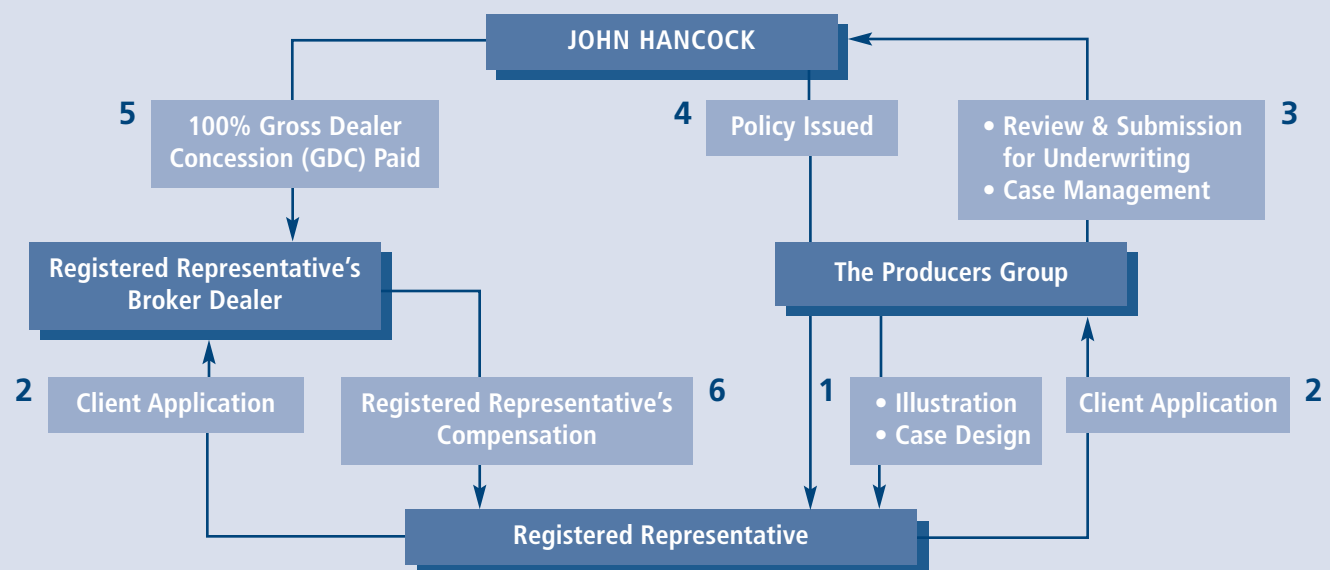 JOHN HANCOCK
5
100% Gross Dealer
Concession (GDC) Paid
4
Policy Issued
• Review & Submission
for Underwriting
• Case Management
3
Registered Representative’s
Broker Dealer
The Producers Group
2
Client Application
Registered Representative’s
Compensation
6
1
• Illustration
• Case Design
Client Application
2
Registered Representative